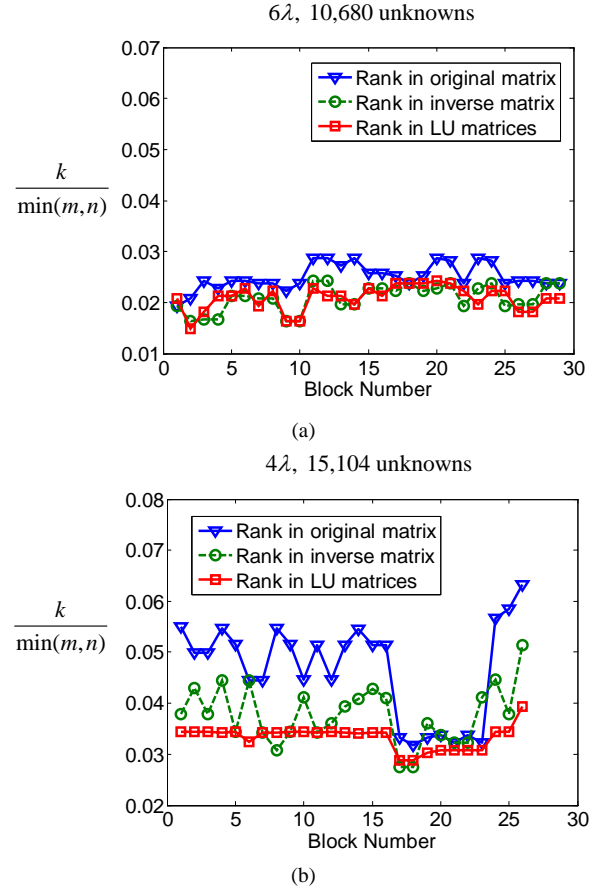 6λ, 10,680 unknowns
0.07
0.06
0.05
0.04
0.03
0.02
0.01
k
min(m,n)
Rank in original matrix
Rank in inverse matrix
Rank in LU matrices
0 5 10 15 20 25 30
Block Number
(a)
4λ, 15,104 unknowns
0.08
0.07
0.06
0.05
0.04
0.03
0.02
k
min(m,n)
Rank in original matrix
Rank in inverse matrix
Rank in LU matrices
0 5 10 15 20 25 30
Block Number
(b)